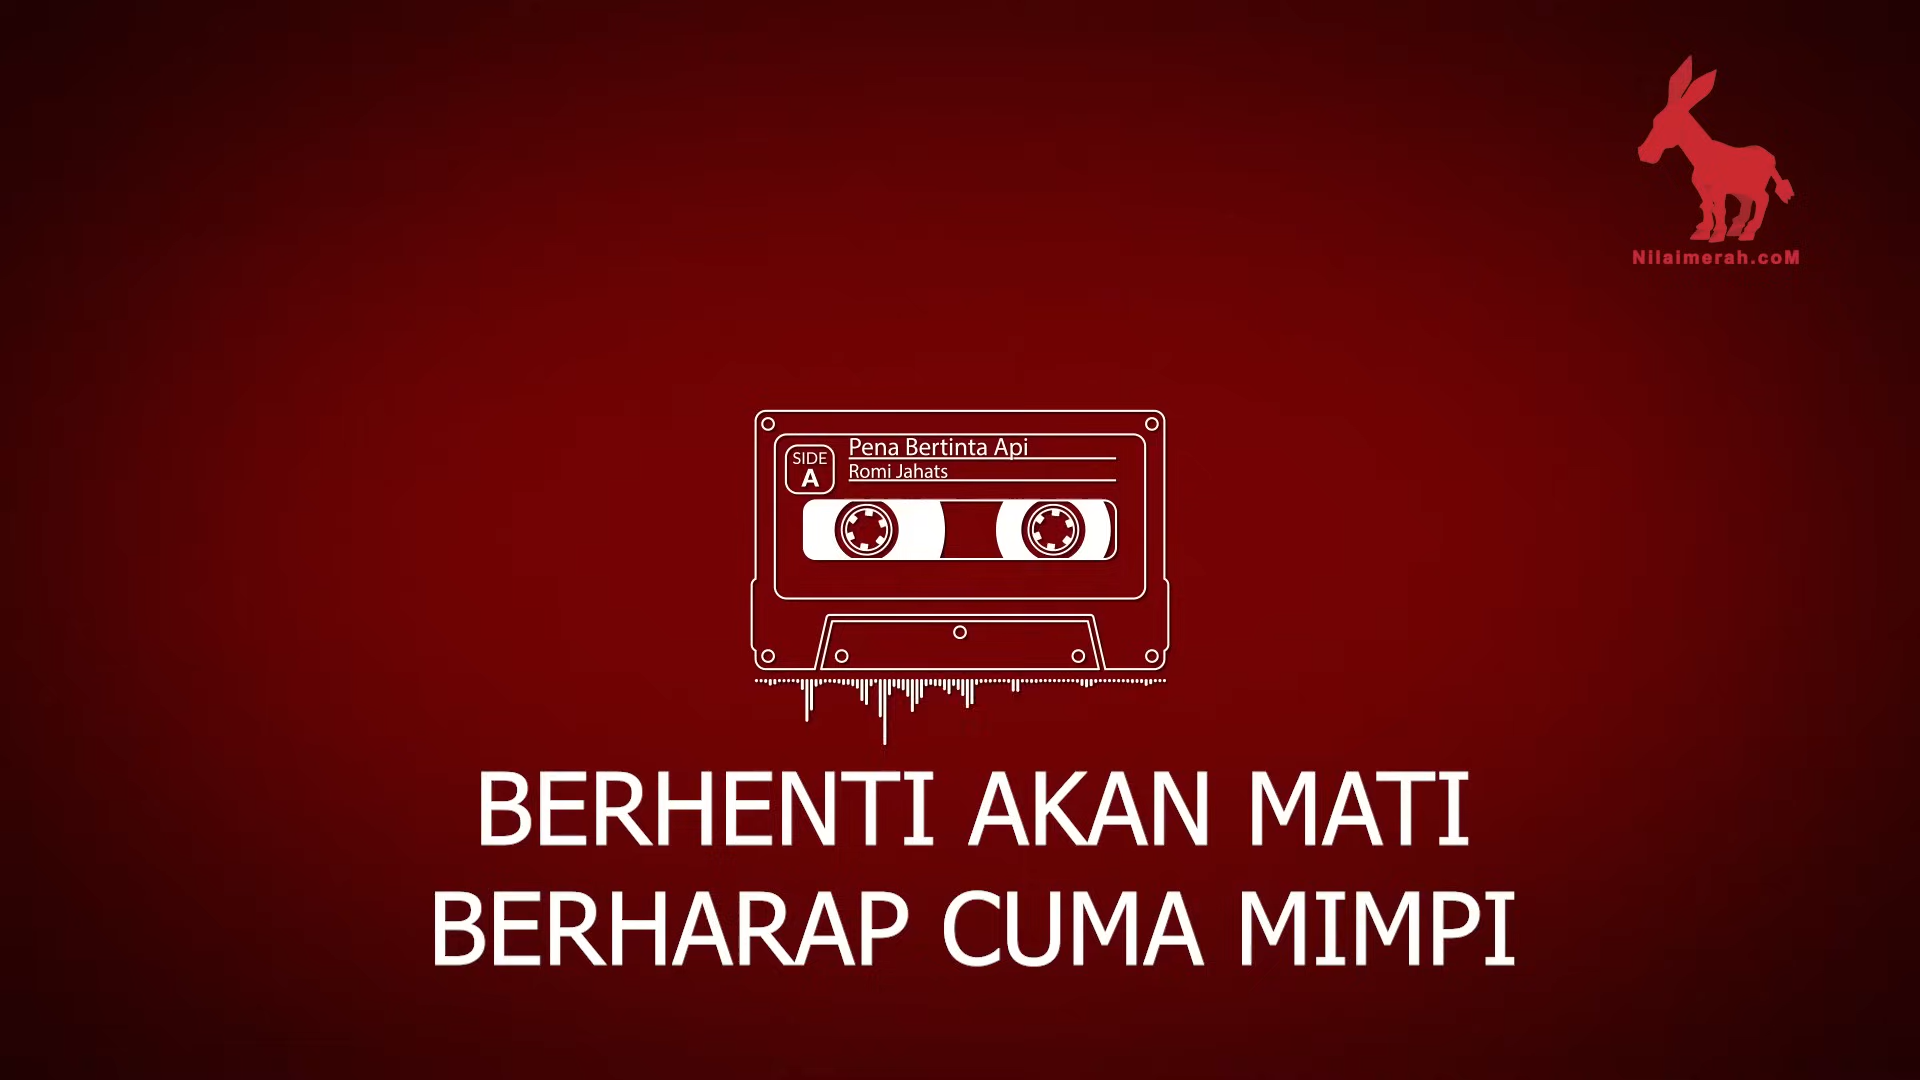 Nilaimerah.coM
SIDE
A
Pena Bertinta Api
Romi Jahats
BERHENTI AKAN MATI
BERHARAP CUMA MIMPI